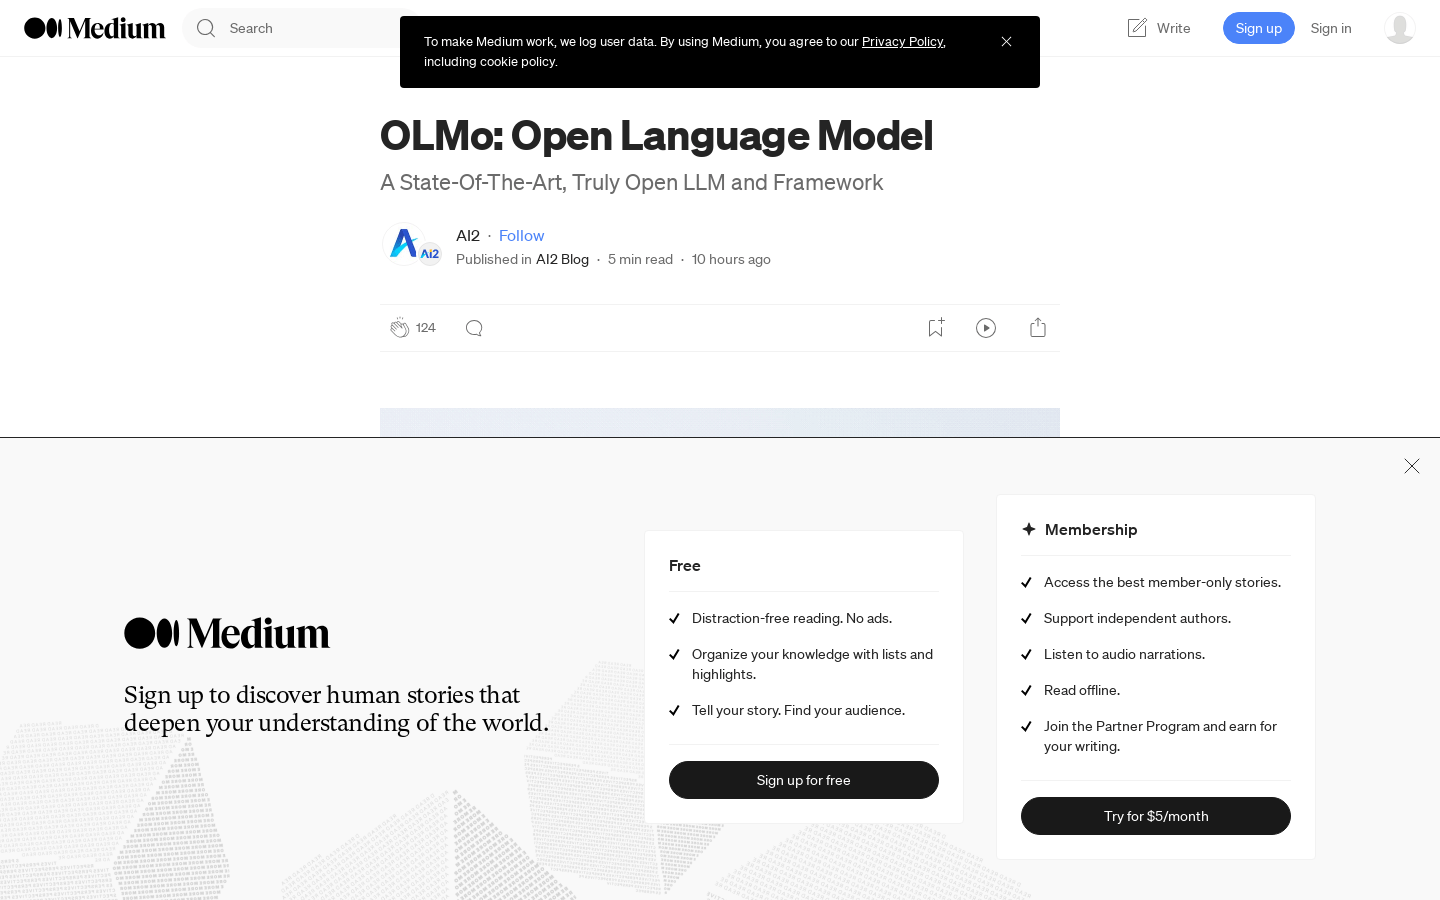 Medium
Search
To make Medium work, we log user data. By using Medium, you agree to our Privacy Policy,
including cookie policy.
Write
Sign up
Sign in
OLMo: Open Language Model
A State-Of-The-Art, Truly Open LLM and Framework
Ai2
AI2 · Follow
Published in AI2 Blog · 5 min read · 10 hours ago
124
Medium
Sign up to discover human stories that
deepen your understanding of the world.
Free
Distraction-free reading. No ads.
Organize your knowledge with lists and
highlights.
Tell your story. Find your audience.
Sign up for free
Membership
Access the best member-only stories.
Support independent authors.
Listen to audio narrations.
Read offline.
Join the Partner Program and earn for
your writing.
Try for $5/month